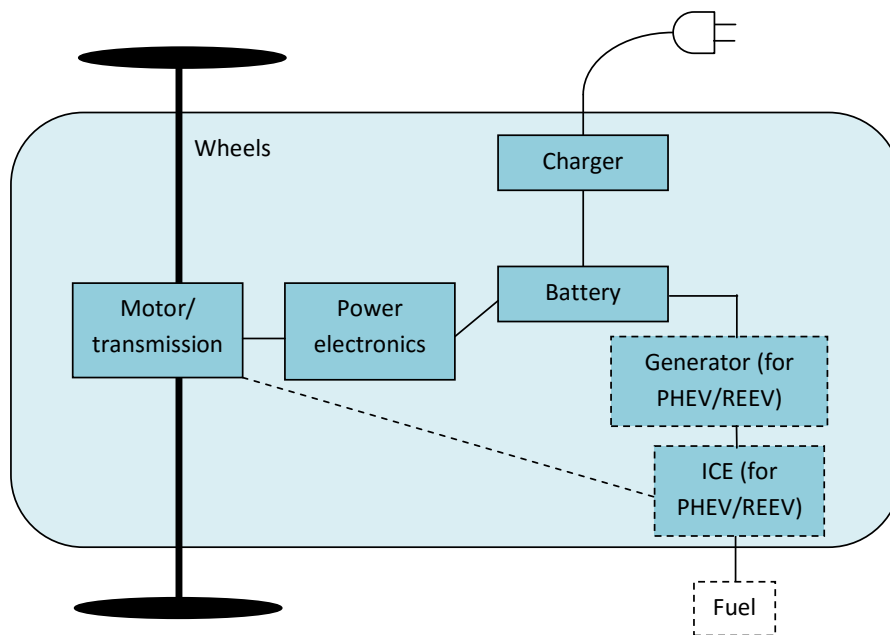 Wheels
Charger
Battery
Motor/
transmission
Power
electronics
Generator (for
PHEV/REEV)
ICE (for
PHEV/REEV)
Fuel